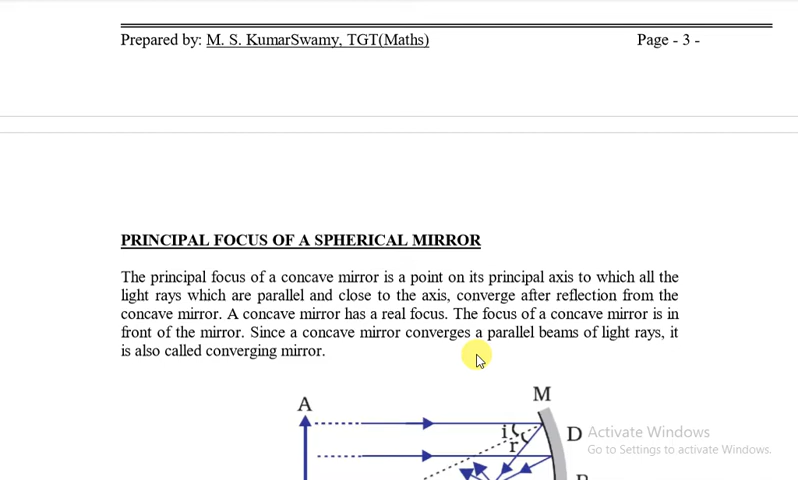 Prepared by: M. S. KumarSwamy, TGT(Maths) Page - 3 -
PRINCIPAL FOCUS OF A SPHERICAL MIRROR
The principal focus of a concave mirror is a point on its principal axis to which all the
light rays which are parallel and close to the axis, converge after reflection from the
concave mirror. A concave mirror has a real focus. The focus of a concave mirror is in
front of the mirror. Since a concave mirror converges a parallel beams of light rays, it
is also called converging mirror.
M
A
i
D
r
Activate Windows
Go to Settings to activate Windows.